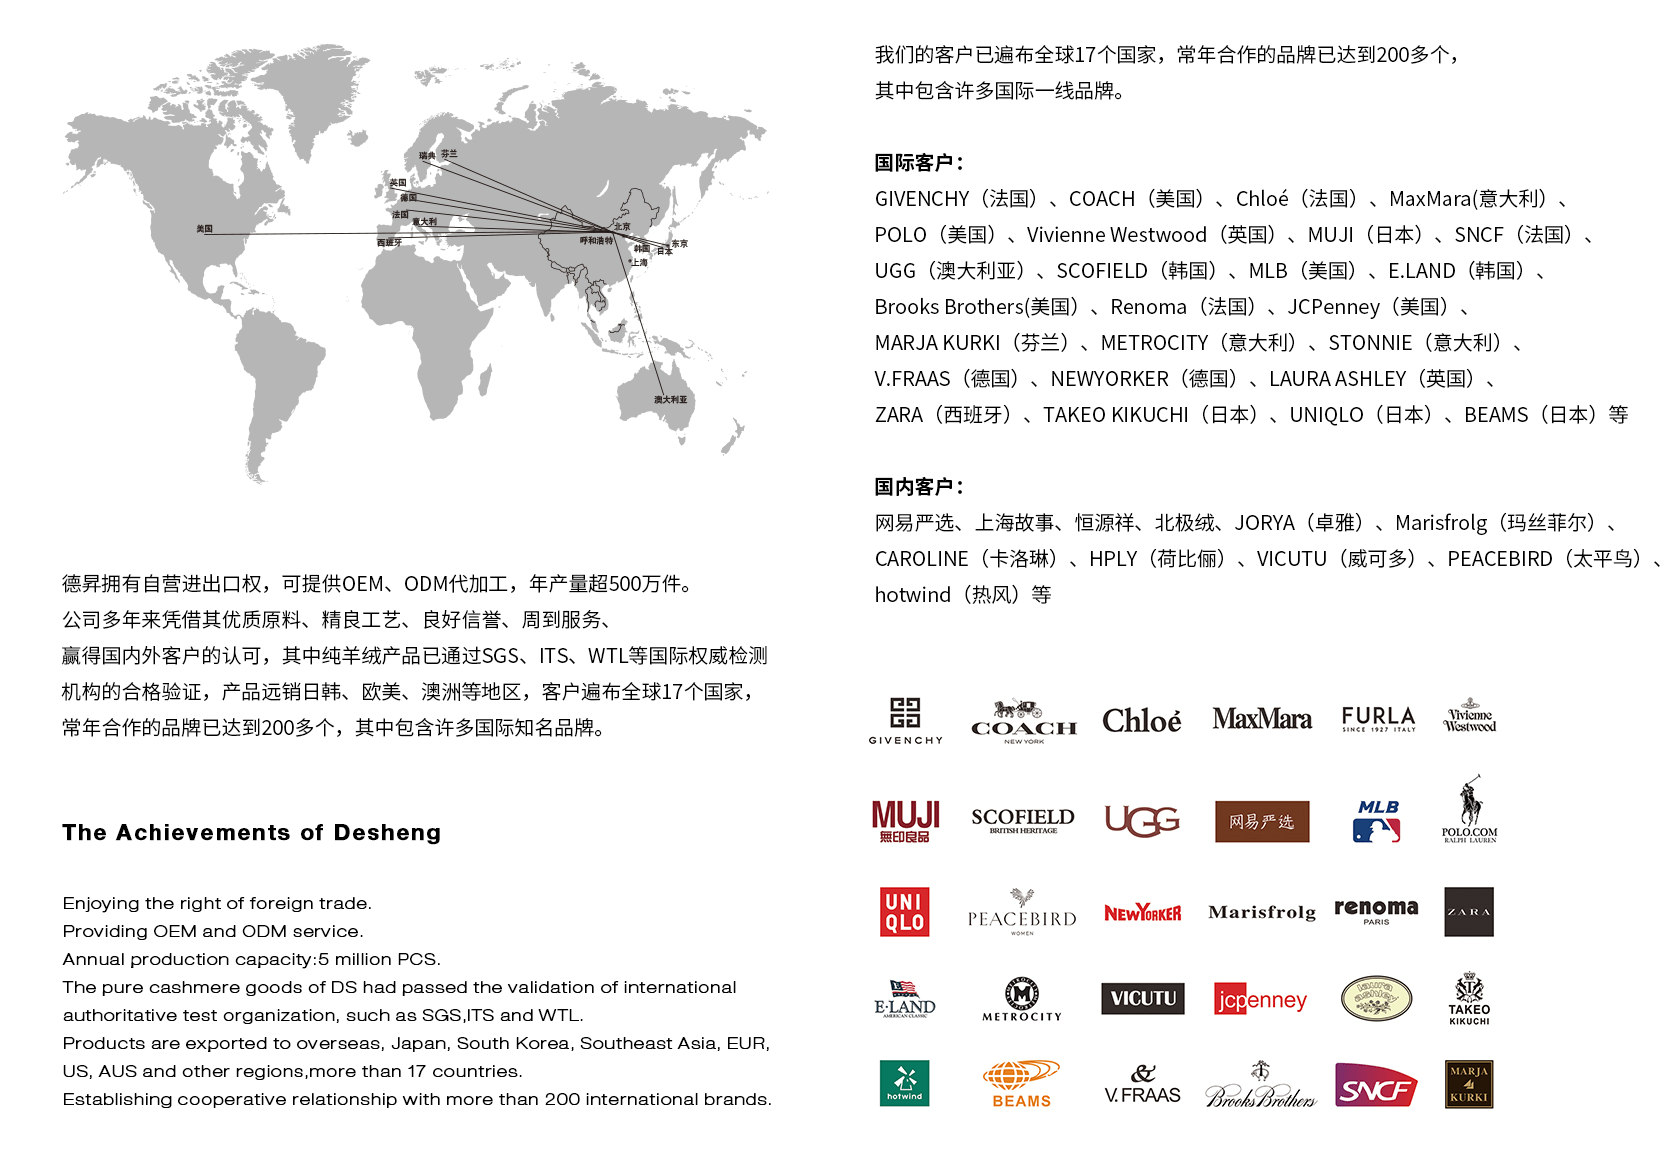 瑞典 芬兰
英国
德国
法国
意大利
西班牙
美国
北京
呼和浩特
韩国
日本
东京
上海
澳大利亚
德昇拥有自营进出口权，可提供OEM、ODM代加工，年产量超500万件。
公司多年来凭借其优质原料、精良工艺、良好信誉、周到服务、
赢得国内外客户的认可，其中纯羊绒产品已通过SGS、ITS、WTL等国际权威检测
机构的合格验证，产品远销日韩、欧美、澳洲等地区，客户遍布全球17个国家，
常年合作的品牌已达到200多个，其中包含许多国际知名品牌。
The Achievements of Desheng
Enjoying the right of foreign trade.
Providing OEM and ODM service.
Annual production capacity:5 million PCS.
The pure cashmere goods of DS had passed the validation of international
authoritative test organization, such as SGS,ITS and WTL.
Products are exported to overseas, Japan, South Korea, Southeast Asia, EUR,
US, AUS and other regions,more than 17 countries.
Establishing cooperative relationship with more than 200 international brands.
我们的客户已遍布全球17个国家，常年合作的品牌已达到200多个，
其中包含许多国际一线品牌。
国际客户：
GIVENCHY（法国）、COACH（美国）、Chloé（法国）、MaxMara(意大利）、
POLO（美国）、Vivienne Westwood（英国）、MUJI（日本）、SNCF（法国）、
UGG（澳大利亚）、SCOFIELD（韩国）、MLB（美国）、E.LAND（韩国）、
Brooks Brothers(美国）、Renoma（法国）、JCPenney（美国）、
MARJA KURKI（芬兰）、METROCITY（意大利）、STONNIE（意大利）、
V.FRAAS（德国）、NEWYORKER（德国）、LAURA ASHLEY（英国）、
ZARA（西班牙）、TAKEO KIKUCHI（日本）、UNIQLO（日本）、BEAMS（日本）等
国内客户：
网易严选、上海故事、恒源祥、北极绒、JORYA（卓雅）、Marisfrolg（玛丝菲尔）、
CAROLINE（卡洛琳）、HPLY（荷比俪）、VICUTU（威可多）、PEACEBIRD（太平鸟）、
hotwind（热风）等
GIVENCHY
COACH
NEW YORK
Chloé
MaxMara
FURLA
SINCE 1927 ITALY
Vivienne
Westwood
MUJI
無印良品
SCOFIELD
BRITISH HERITAGE
UGG
网易严选
MLB
POLO.COM
RALPH LAUREN
UNI
QLO
PEACEBIRD
WOMEN
NEWYORKER
Marisfrolg
renoma
PARIS
ZARA
E·LAND
AMERICAN CLASSIC
METROCITY
VICUTU
jcpenney
laura
ashley
TAKEO
KIKUCHI
hotwind
BEAMS
&
V.FRAAS
Brooks Brothers
SNCF
MARJA
KURKI